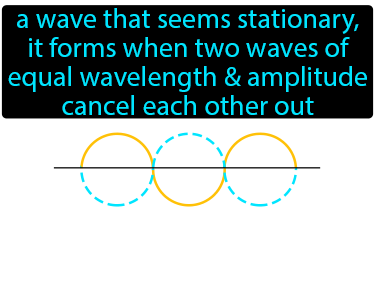 a wave that seems stationary,
it forms when two waves of
equal wavelength & amplitude
cancel each other out